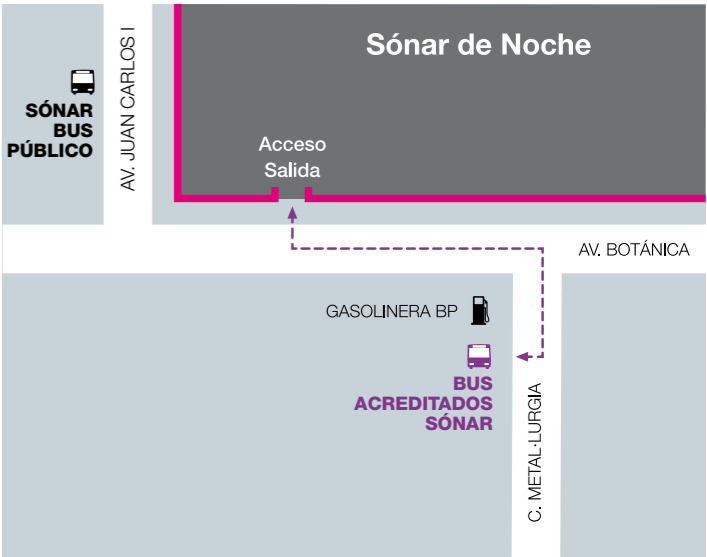 Sónar de Noche
AV. JUAN CARLOS I
SÓNAR
BUS
PÚBLICO
Acceso
Salida
AV. BOTÁNICA
GASOLINERA BP
BUS
ACREDITADOS
SÓNAR
C. METAL·LURGIA